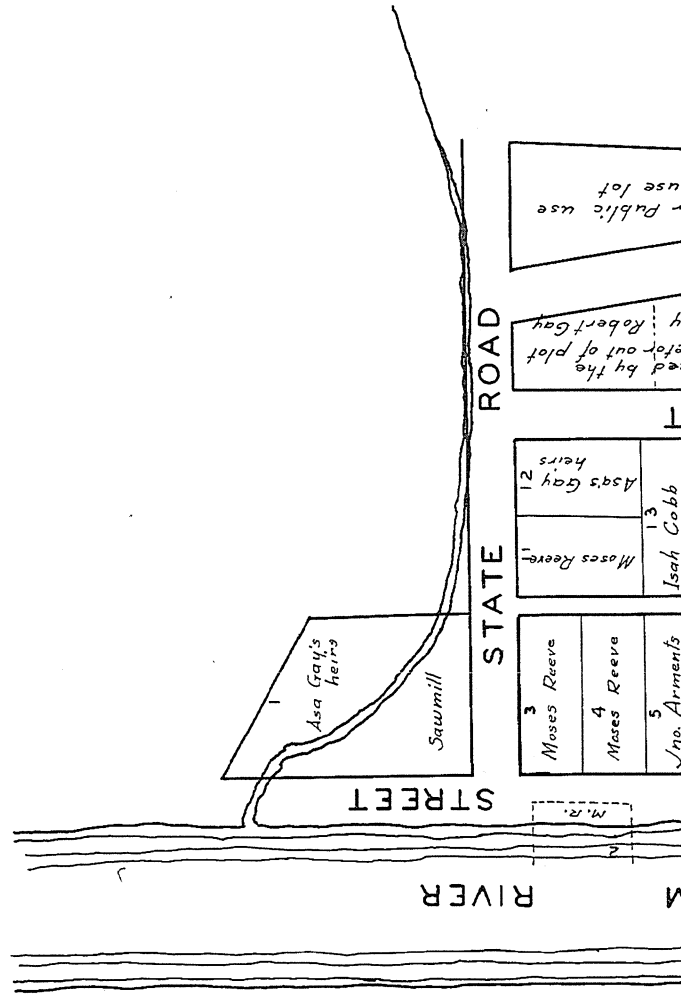 r Public use
use lot
ROAD
y Robert Gay
etor out of plot
ed by the
T
12
Asa's Gay
heirs
11
Moses Reeve
13
Isah Cobb
STATE
1
Asa Gay's
heirs
Sawmill
3
Moses Reeve
4
Moses Reeve
5
Jno. Arments
STREET
M.R.
2
RIVER